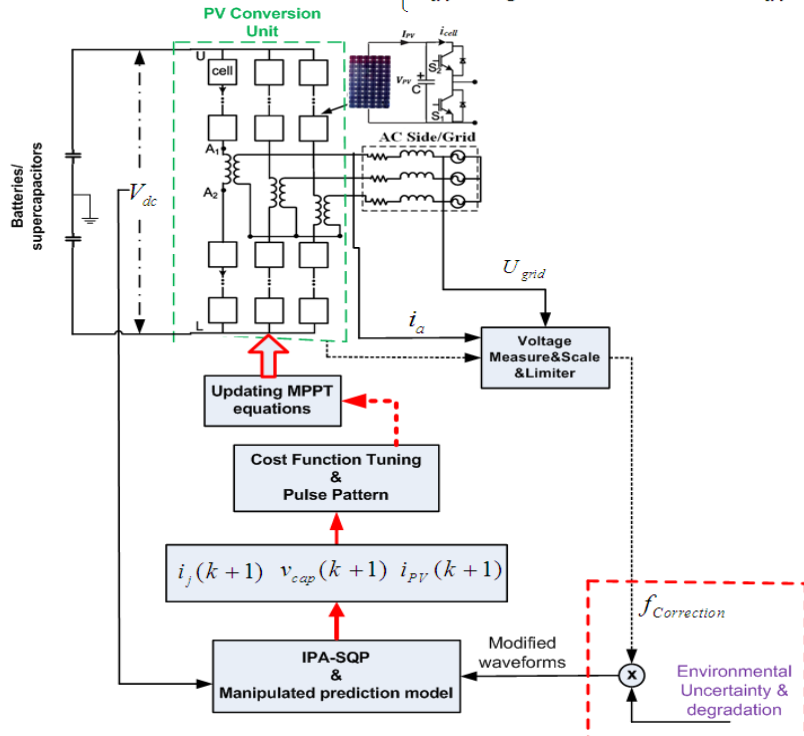 PV Conversion
Unit
U
cell
I_PV
i_cell
S_2
V_PV
+
C
S_1
AC Side/Grid
A_1
A_2
Batteries/
supercapacitors
V_dc
L
U_grid
i_a
Voltage
Measure&Scale
&Limiter
Updating MPPT
equations
Cost Function Tuning
&
Pulse Pattern
i_j(k+1) v_cap(k+1) i_PV(k+1)
f_Correction
IPA-SQP
&
Manipulated prediction model
Modified
waveforms
x
Environmental
Uncertainty &
degradation